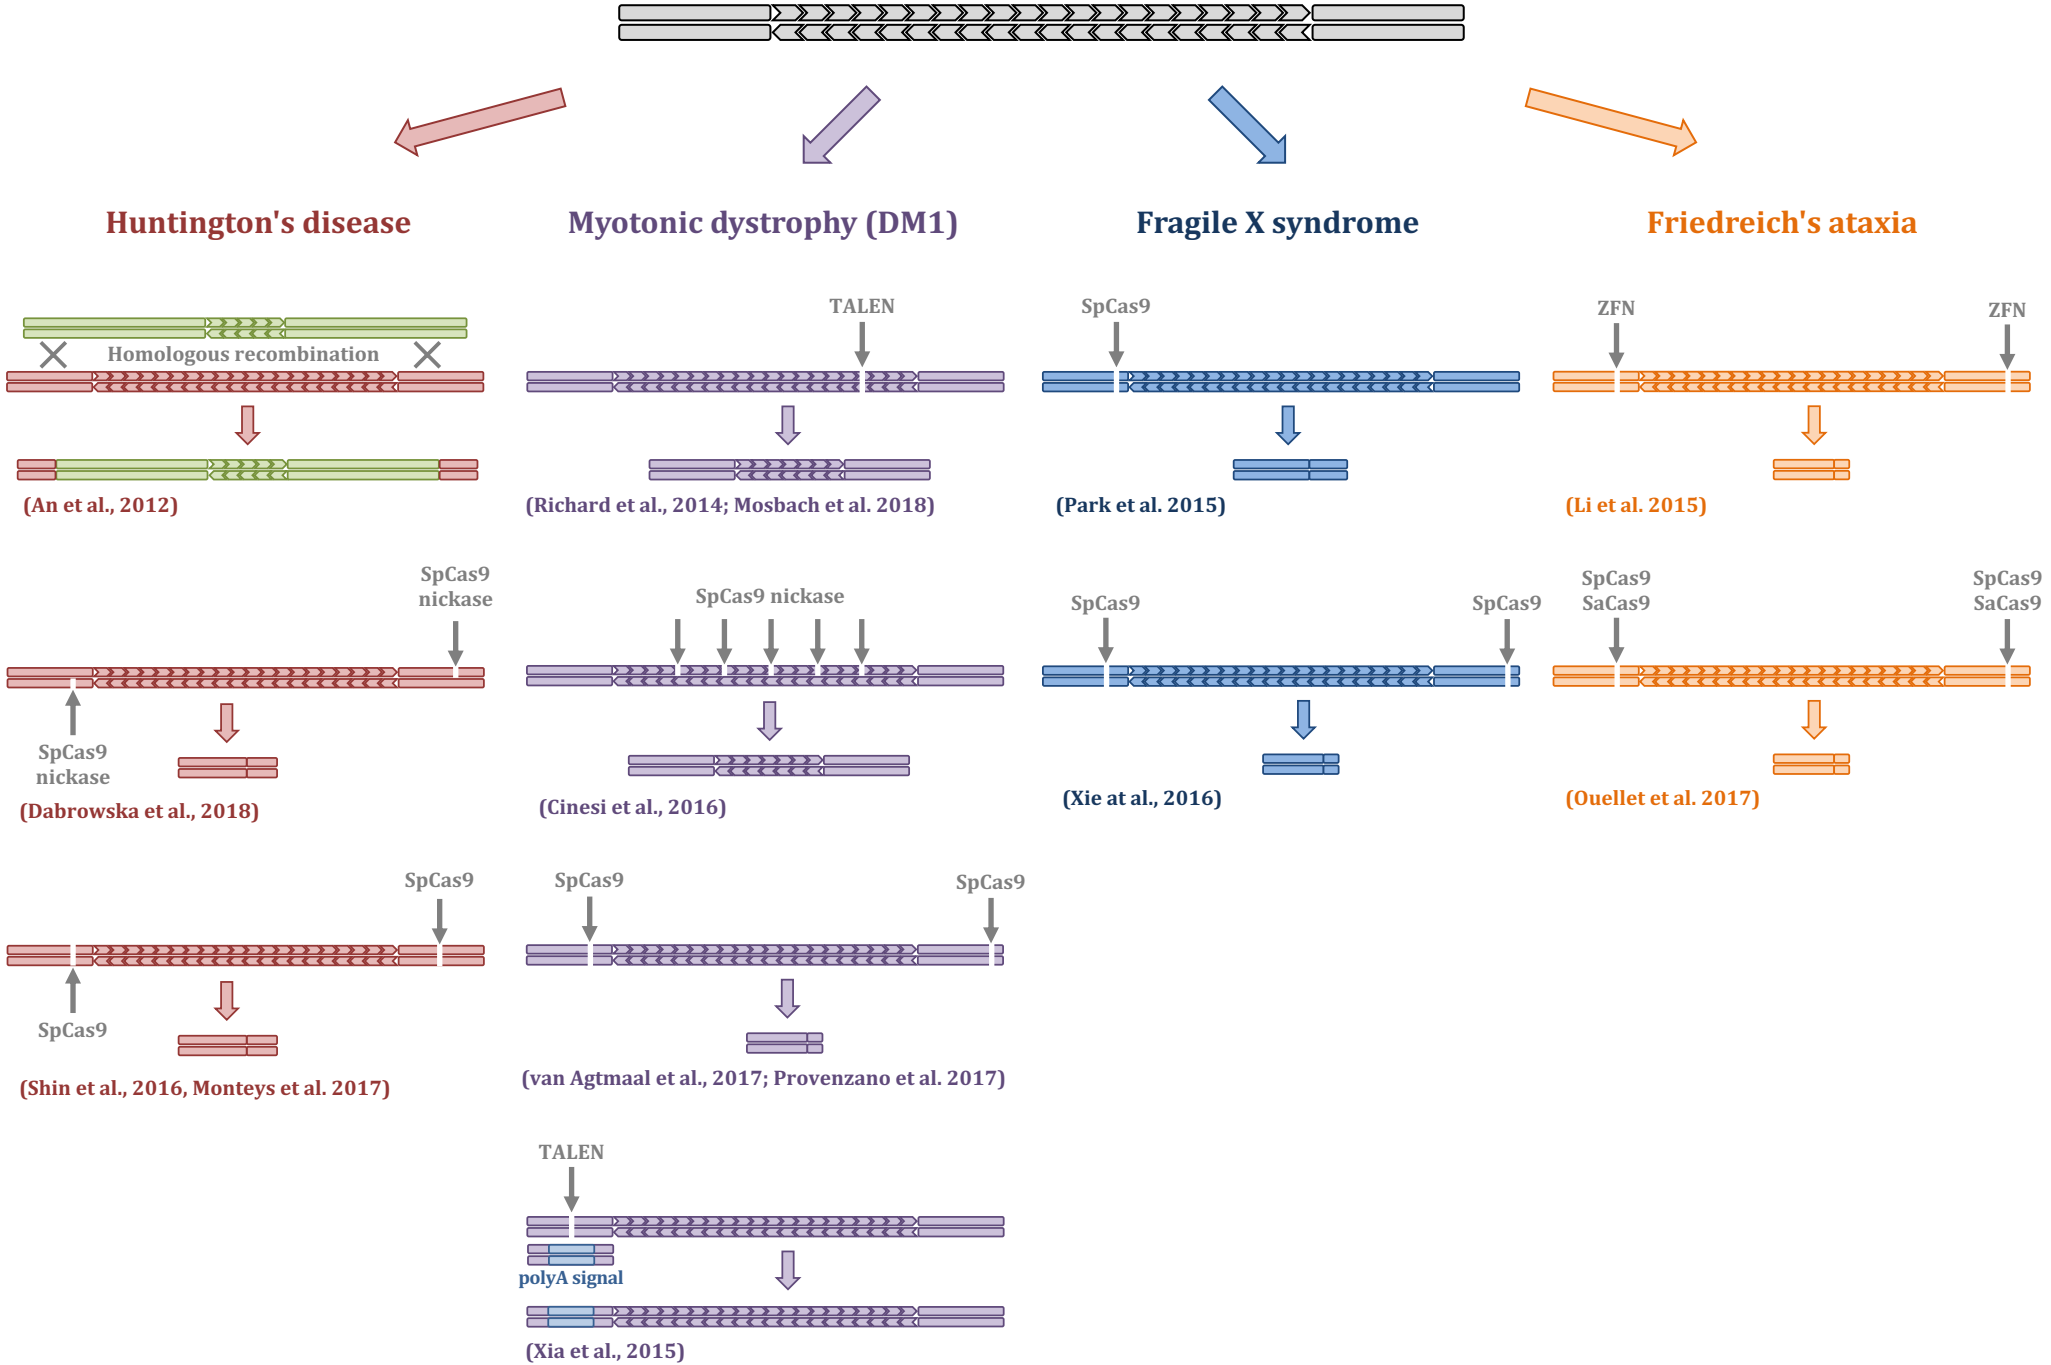 Huntington's disease
Myotonic dystrophy (DM1)
Fragile X syndrome
Friedreich's ataxia
Homologous recombination
(An et al., 2012)
SpCas9
nickase
SpCas9
nickase
(Dabrowska et al., 2018)
SpCas9
SpCas9
(Shin et al., 2016, Monteys et al. 2017)
TALEN
(Richard et al., 2014; Mosbach et al. 2018)
SpCas9 nickase
(Cinesi et al., 2016)
SpCas9
SpCas9
(van Agtmaal et al., 2017; Provenzano et al. 2017)
TALEN
polyA signal
(Xia et al., 2015)
SpCas9
(Park et al. 2015)
SpCas9
SpCas9
(Xie at al., 2016)
ZFN
ZFN
(Li et al. 2015)
SpCas9
SaCas9
SpCas9
SaCas9
(Ouellet et al. 2017)